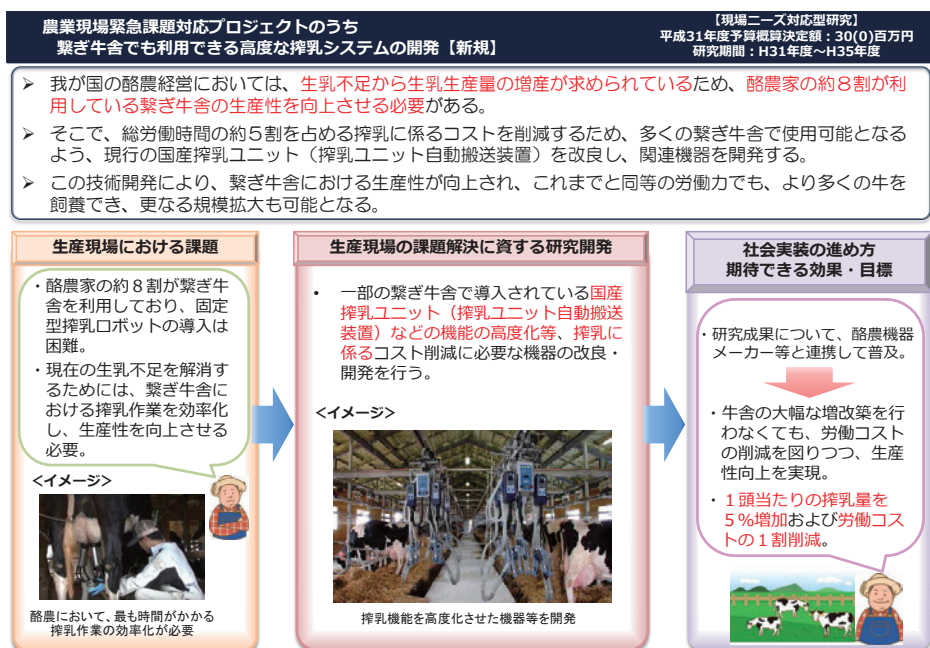 農業現場緊急課題対応プロジェクトのうち
繋ぎ牛舎でも利用できる高度な搾乳システムの開発【新規】
【現場ニーズ対応型研究】
平成31年度予算概算決定額：30(0)百万円
研究期間：H31年度～H35年度
➢ 我が国の酪農経営においては、生乳不足から生乳生産量の増産が求められているため、酪農家の約８割が利
用している繋ぎ牛舎の生産性を向上させる必要がある。
➢ そこで、総労働時間の約５割を占める搾乳に係るコストを削減するため、多くの繋ぎ牛舎で使用可能となる
よう、現行の国産搾乳ユニット（搾乳ユニット自動搬送装置）を改良し、関連機器を開発する。
➢ この技術開発により、繋ぎ牛舎における生産性が向上され、これまでと同等の労働力でも、より多くの牛を
飼養でき、更なる規模拡大も可能となる。
生産現場における課題
・酪農家の約８割が繋ぎ牛
舎を利用しており、固定
型搾乳ロボットの導入は
困難。
・現在の生乳不足を解消す
るためには、繋ぎ牛舎に
おける搾乳作業を効率化
し、生産性を向上させる
必要。
<イメージ>
酪農において、最も時間がかかる
搾乳作業の効率化が必要
生産現場の課題解決に資する研究開発
• 一部の繋ぎ牛舎で導入されている国産
搾乳ユニット（搾乳ユニット自動搬送
装置）などの機能の高度化等、搾乳に
係るコスト削減に必要な機器の改良・
開発を行う。
<イメージ>
搾乳機能を高度化させた機器等を開発
社会実装の進め方
期待できる効果・目標
・研究成果について、酪農機器
メーカー等と連携して普及。
・牛舎の大幅な増改築を行
わなくても、労働コスト
の削減を図りつつ、生産
性向上を実現。
・１頭当たりの搾乳量を
５％増加および労働コス
トの１割削減。